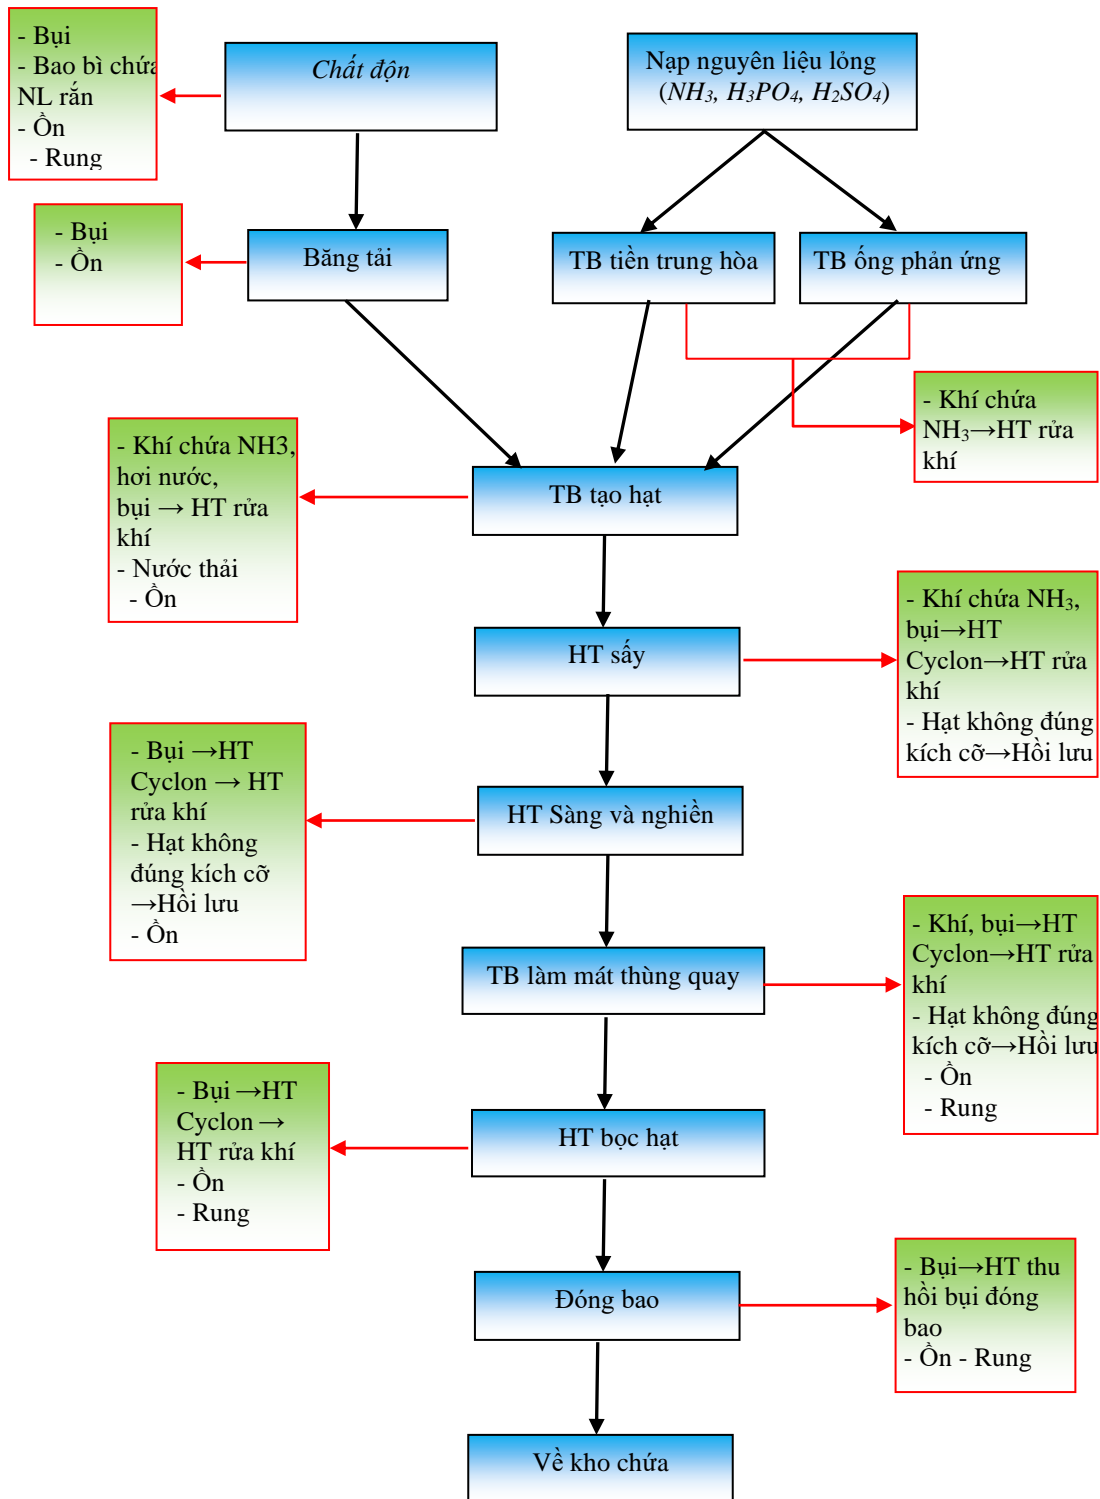 - Bụi
- Bao bì chứa
NL rắn
- Ồn
- Rung
Chất độn
Nạp nguyên liệu lỏng
(NH₃, H₃PO₄, H₂SO₄)
- Bụi
- Ồn
Băng tải
TB tiền trung hòa
TB ống phản ứng
- Khí chứa
NH₃→HT rửa
khí
- Khí chứa NH3,
hơi nước,
bụi → HT rửa
khí
- Nước thải
- Ồn
TB tạo hạt
- Khí chứa NH₃,
bụi→HT
Cyclon→HT rửa
khí
- Hạt không đúng
kích cỡ→Hồi lưu
HT sấy
- Bụi →HT
Cyclon → HT
rửa khí
- Hạt không
đúng kích cỡ
→Hồi lưu
- Ồn
HT Sàng và nghiền
- Khí, bụi→HT
Cyclon→HT rửa
khí
- Hạt không đúng
kích cỡ→Hồi lưu
- Ồn
- Rung
TB làm mát thùng quay
- Bụi →HT
Cyclon →
HT rửa khí
- Ồn
- Rung
HT bọc hạt
- Bụi→HT thu
hồi bụi đóng
bao
- Ồn - Rung
Đóng bao
Về kho chứa